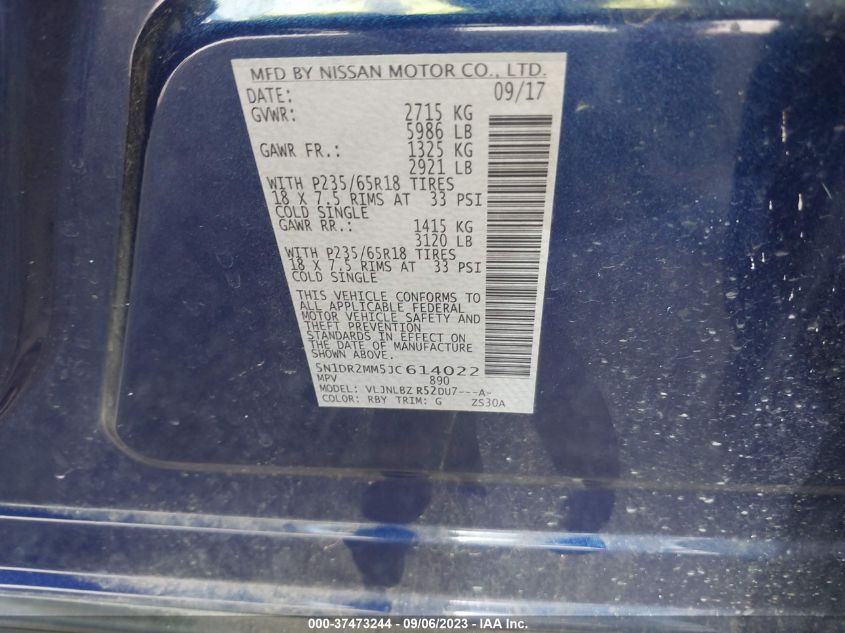 MFD BY NISSAN MOTOR CO., LTD.
DATE: 09/17
GVWR: 2715 KG
5986 LB
GAWR FR.: 1325 KG
2921 LB
WITH P235/65R18 TIRES
18 X 7.5 RIMS AT 33 PSI
COLD SINGLE
GAWR RR.: 1415 KG
3120 LB
WITH P235/65R18 TIRES
18 X 7.5 RIMS AT 33 PSI
COLD SINGLE
THIS VEHICLE CONFORMS TO
ALL APPLICABLE FEDERAL
MOTOR VEHICLE SAFETY AND
THEFT PREVENTION
STANDARDS IN EFFECT ON
THE DATE OF MANUFACTURE
SHOWN ABOVE.
5N1DR2MM5JC614022
MPV 890
MODEL: VLJNLBZ R52DU7---A-
COLOR: RBY TRIM: G ZS30A
000-37473244 - 09/06/2023 - IAA Inc.